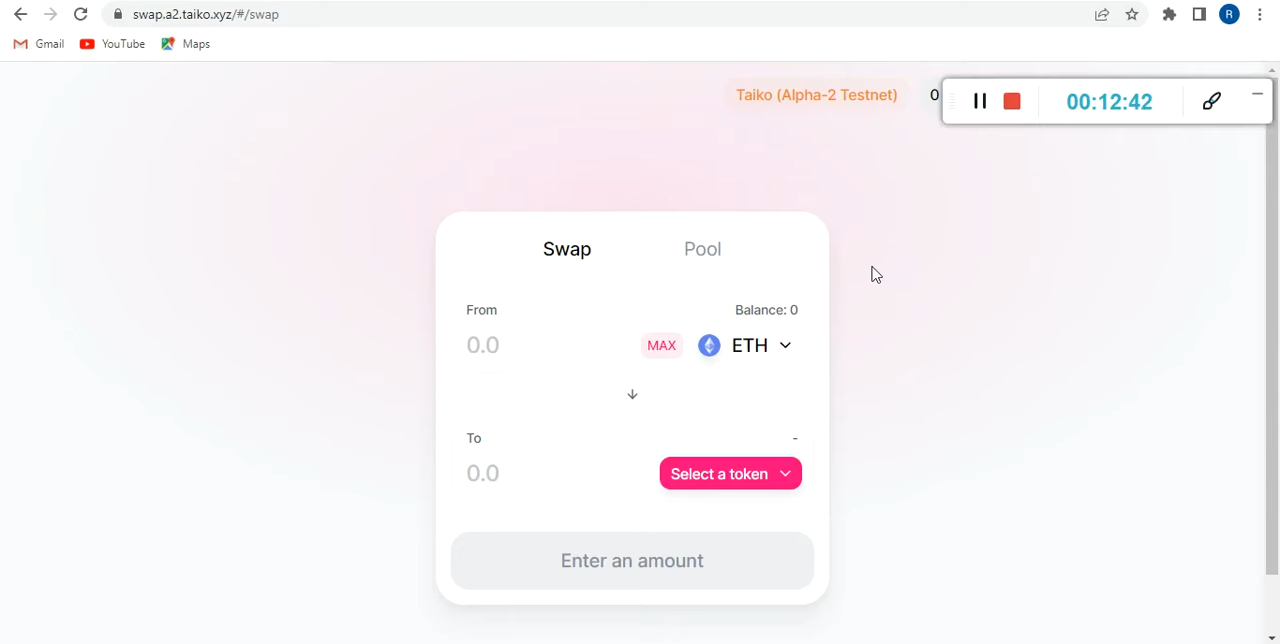 swap.a2.taiko.xyz/#/swap
R
Gmail YouTube Maps
Taiko (Alpha-2 Testnet) 0 00:12:42
Swap Pool
From Balance: 0
0.0 MAX ETH
To -
0.0 Select a token
Enter an amount